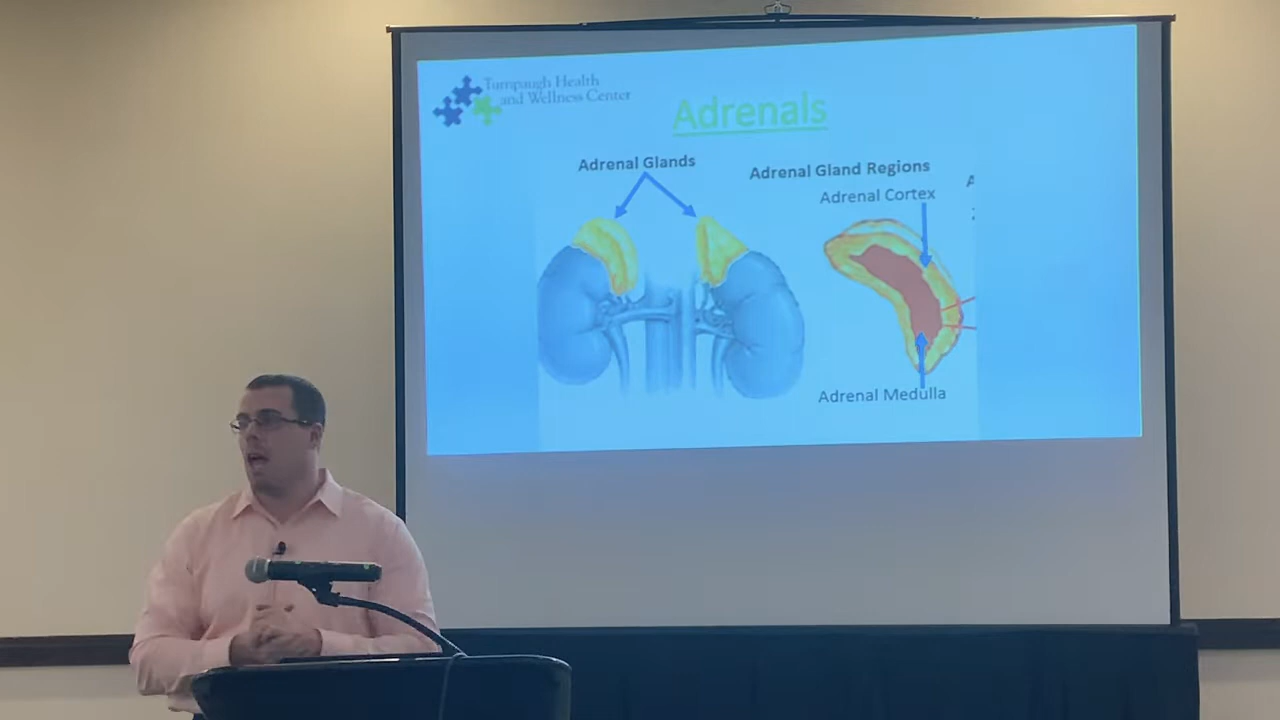 Turnpaugh Health
and Wellness Center
Adrenals
Adrenal Glands
Adrenal Gland Regions
Adrenal Cortex
A
Adrenal Medulla